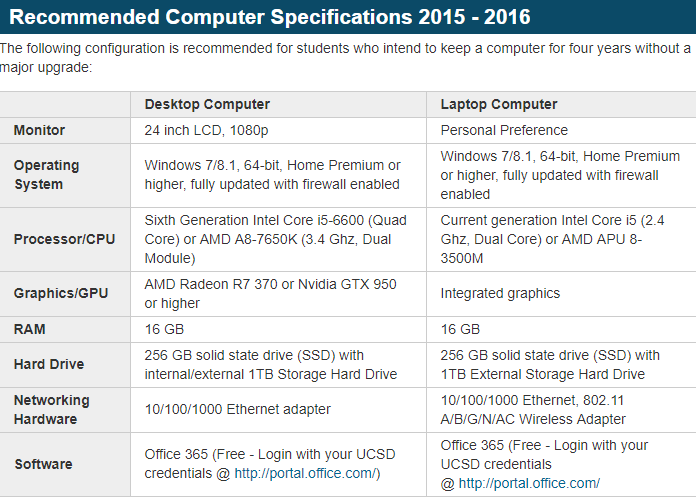 Recommended Computer Specifications 2015 - 2016
The following configuration is recommended for students who intend to keep a computer for four years without a
major upgrade:
Desktop Computer
Laptop Computer
Monitor
24 inch LCD, 1080p
Personal Preference
Operating
System
Windows 7/8.1, 64-bit, Home Premium or
higher, fully updated with firewall enabled
Windows 7/8.1, 64-bit, Home Premium
or higher, fully updated with firewall
enabled
Processor/CPU
Sixth Generation Intel Core i5-6600 (Quad
Core) or AMD A8-7650K (3.4 Ghz, Dual
Module)
Current generation Intel Core i5 (2.4
Ghz, Dual Core) or AMD APU 8-
3500M
Graphics/GPU
AMD Radeon R7 370 or Nvidia GTX 950
or higher
Integrated graphics
RAM
16 GB
16 GB
Hard Drive
256 GB solid state drive (SSD) with
internal/external 1TB Storage Hard Drive
256 GB solid state drive (SSD) with
1TB External Storage Hard Drive
Networking
Hardware
10/100/1000 Ethernet adapter
10/100/1000 Ethernet, 802.11
A/B/G/N/AC Wireless Adapter
Software
Office 365 (Free - Login with your UCSD
credentials @ http://portal.office.com/)
Office 365 (Free - Login with your
UCSD credentials
@ http://portal.office.com/